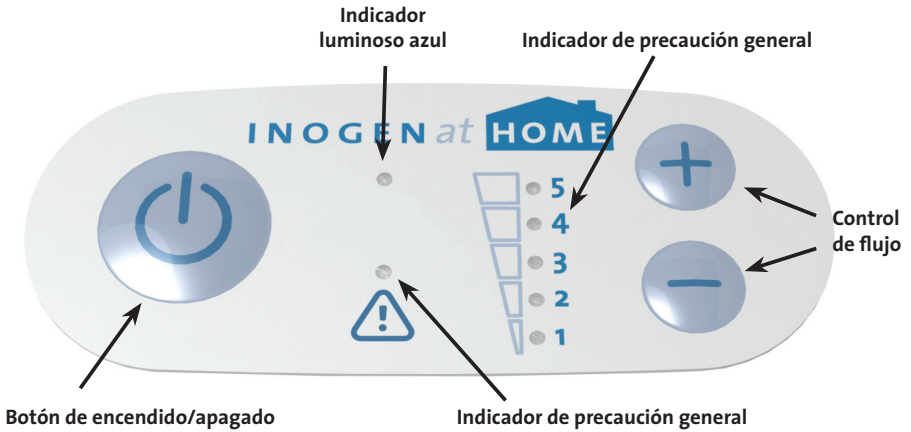 Indicador
luminoso azul
Indicador de precaución general
INOGEN at HOME
5
4
3
2
1
Control
de flujo
Botón de encendido/apagado
Indicador de precaución general